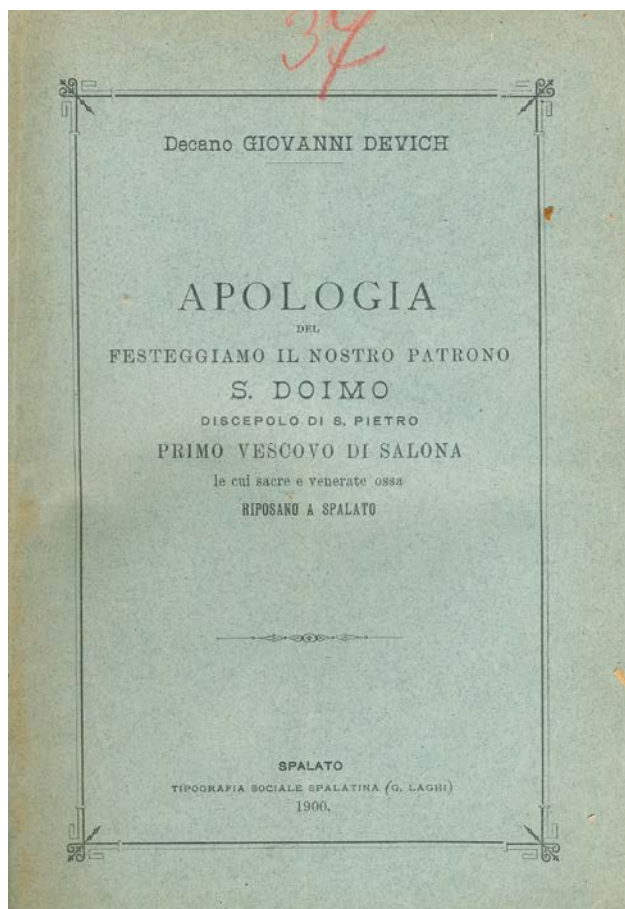 37
Decano GIOVANNI DEVICH
APOLOGIA
DEL
FESTEGGIAMO IL NOSTRO PATRONO
S. DOIMO
DISCEPOLO DI S. PIETRO
PRIMO VESCOVO DI SALONA
le cui sacre e venerate ossa
RIPOSANO A SPALATO
SPALATO
TIPOGRAFIA SOCIALE SPALATINA (G. LAGHI)
1900.